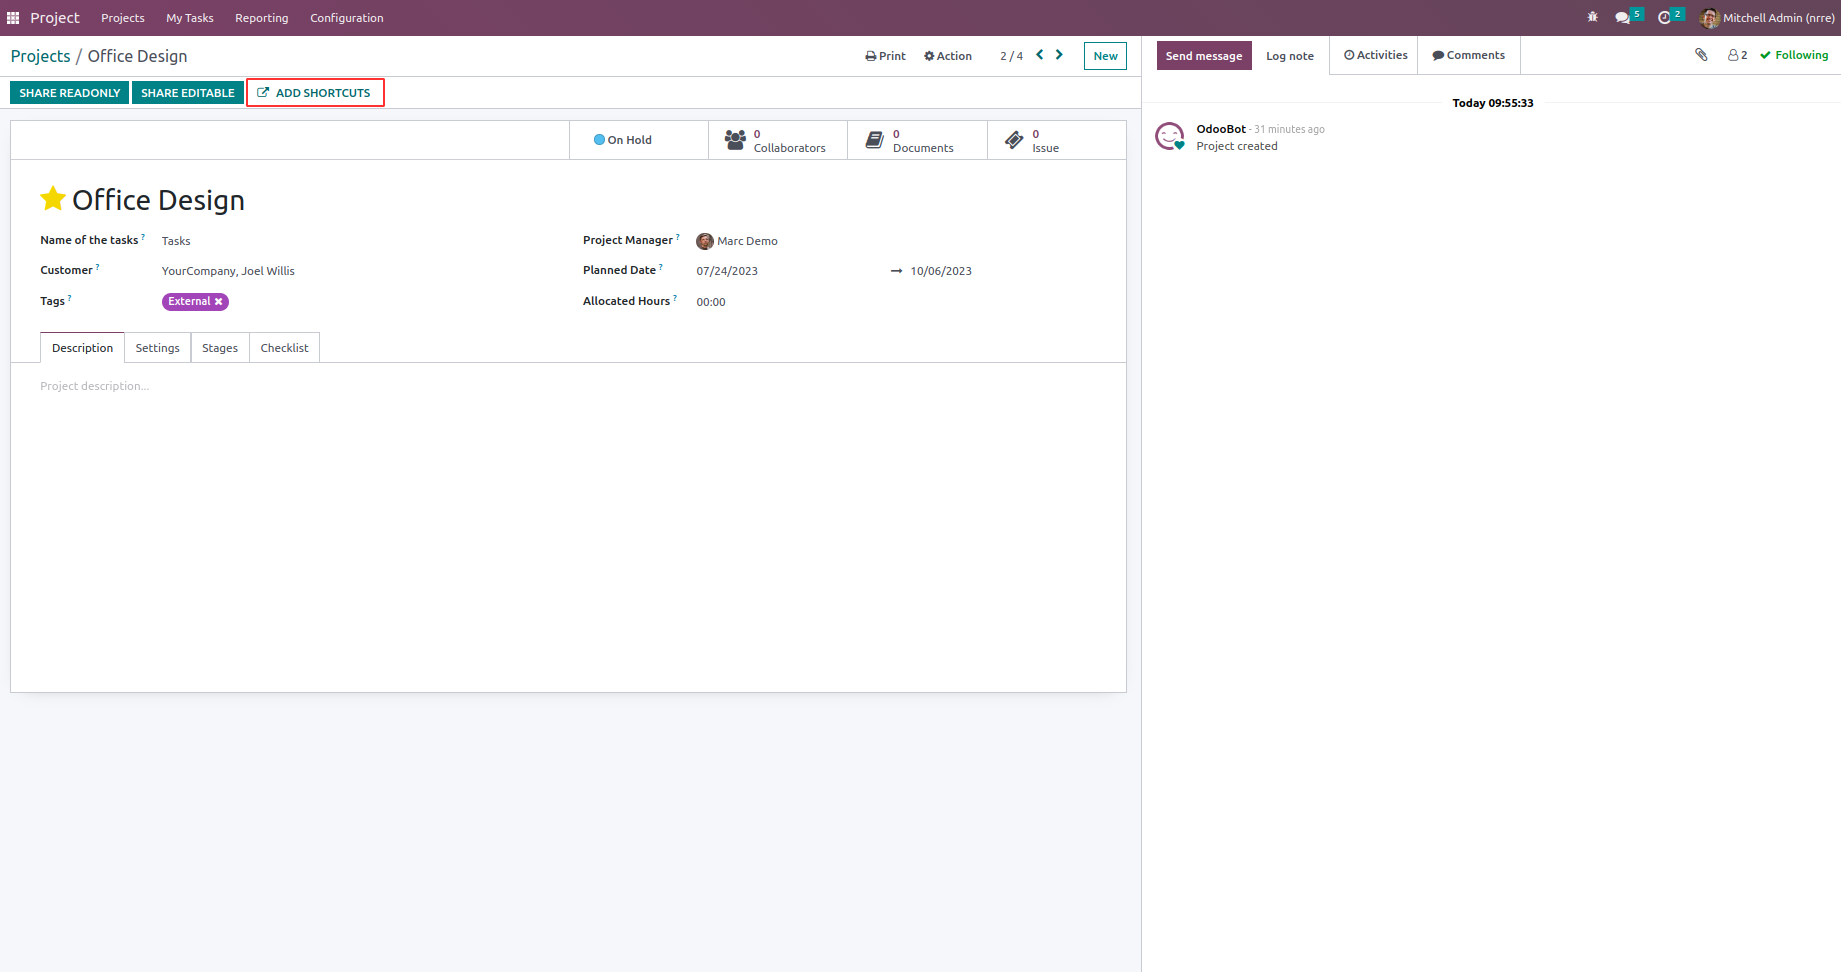 Project Projects My Tasks Reporting Configuration 5 2 Mitchell Admin (nrre)
Projects / Office Design Print Action 2 / 4 New Send message Log note Activities Comments 2 Following
SHARE READONLY SHARE EDITABLE ADD SHORTCUTS
Today 09:55:33
OdooBot - 31 minutes ago
Project created
On Hold 0 Collaborators 0 Documents 0 Issue
Office Design
Name of the tasks ? Tasks Project Manager ? Marc Demo
Customer ? YourCompany, Joel Willis Planned Date ? 07/24/2023 → 10/06/2023
Tags ? External ✖ Allocated Hours ? 00:00
Description Settings Stages Checklist
Project description...